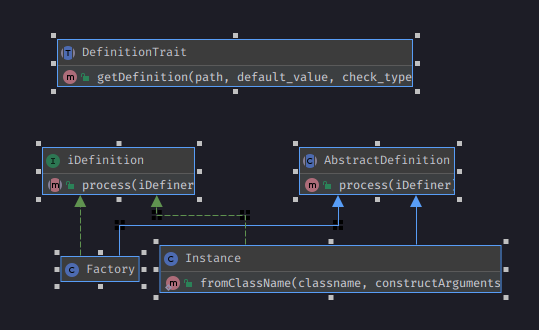 DefinitionTrait
getDefinition(path, default_value, check_type
iDefinition
process(iDefiner
AbstractDefinition
process(iDefiner)
Factory
Instance
fromClassName(classname, constructArguments